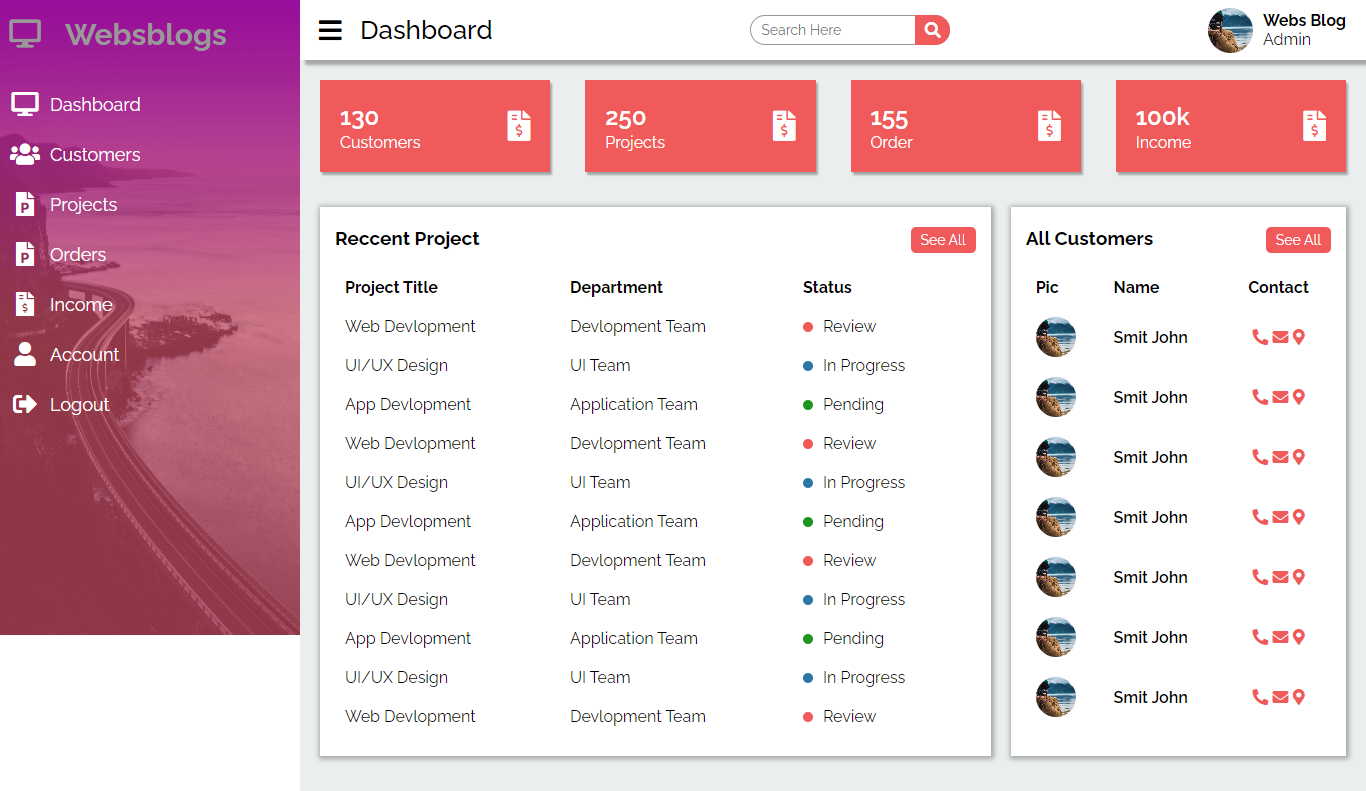 Websblogs
Dashboard
Customers
Projects
Orders
Income
Account
Logout
Dashboard
Search Here
Webs Blog
Admin
130
Customers
250
Projects
155
Order
100k
Income
Reccent Project
See All
Project Title Department Status
Web Devlopment Devlopment Team Review
UI/UX Design UI Team In Progress
App Devlopment Application Team Pending
Web Devlopment Devlopment Team Review
UI/UX Design UI Team In Progress
App Devlopment Application Team Pending
Web Devlopment Devlopment Team Review
UI/UX Design UI Team In Progress
App Devlopment Application Team Pending
UI/UX Design UI Team In Progress
Web Devlopment Devlopment Team Review
All Customers
See All
Pic Name Contact
Smit John
Smit John
Smit John
Smit John
Smit John
Smit John
Smit John